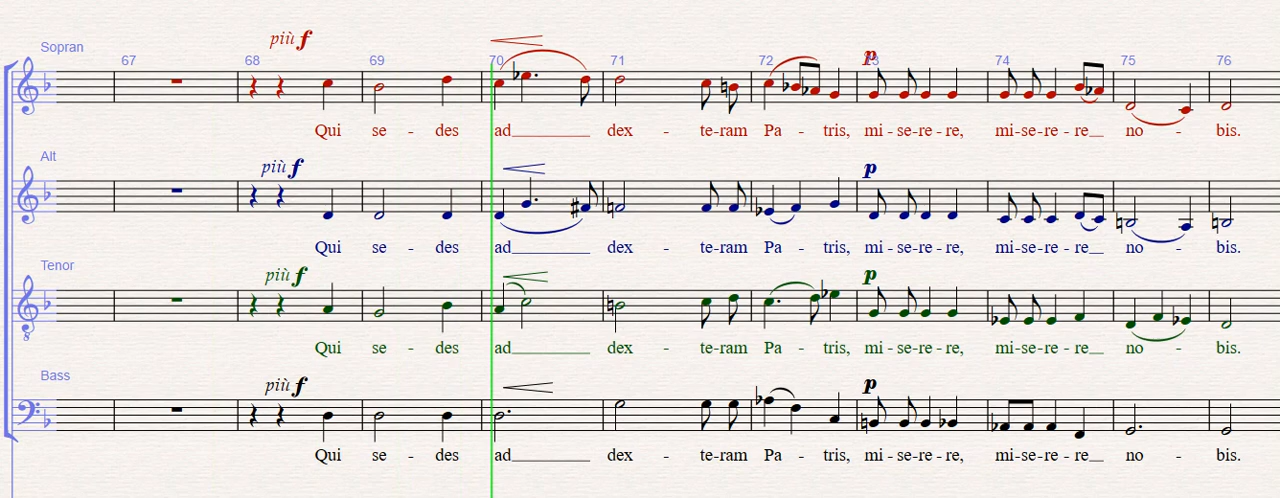 più f
Sopran
67 68 69 70 71 72 73 74 75 76
p
Qui se - des ad dex - te-ram Pa - tris, mi - se-re - re, mi-se-re - re no - bis.
Alt
più f
p
Qui se - des ad dex - te-ram Pa - tris, mi - se-re - re, mi-se-re - re no - bis.
Tenor
più f
p
8
Qui se - des ad dex - te-ram Pa - tris, mi - se-re - re, mi-se-re - re no - bis.
Bass
più f
p
Qui se - des ad dex - te-ram Pa - tris, mi - se-re - re, mi-se-re - re no - bis.